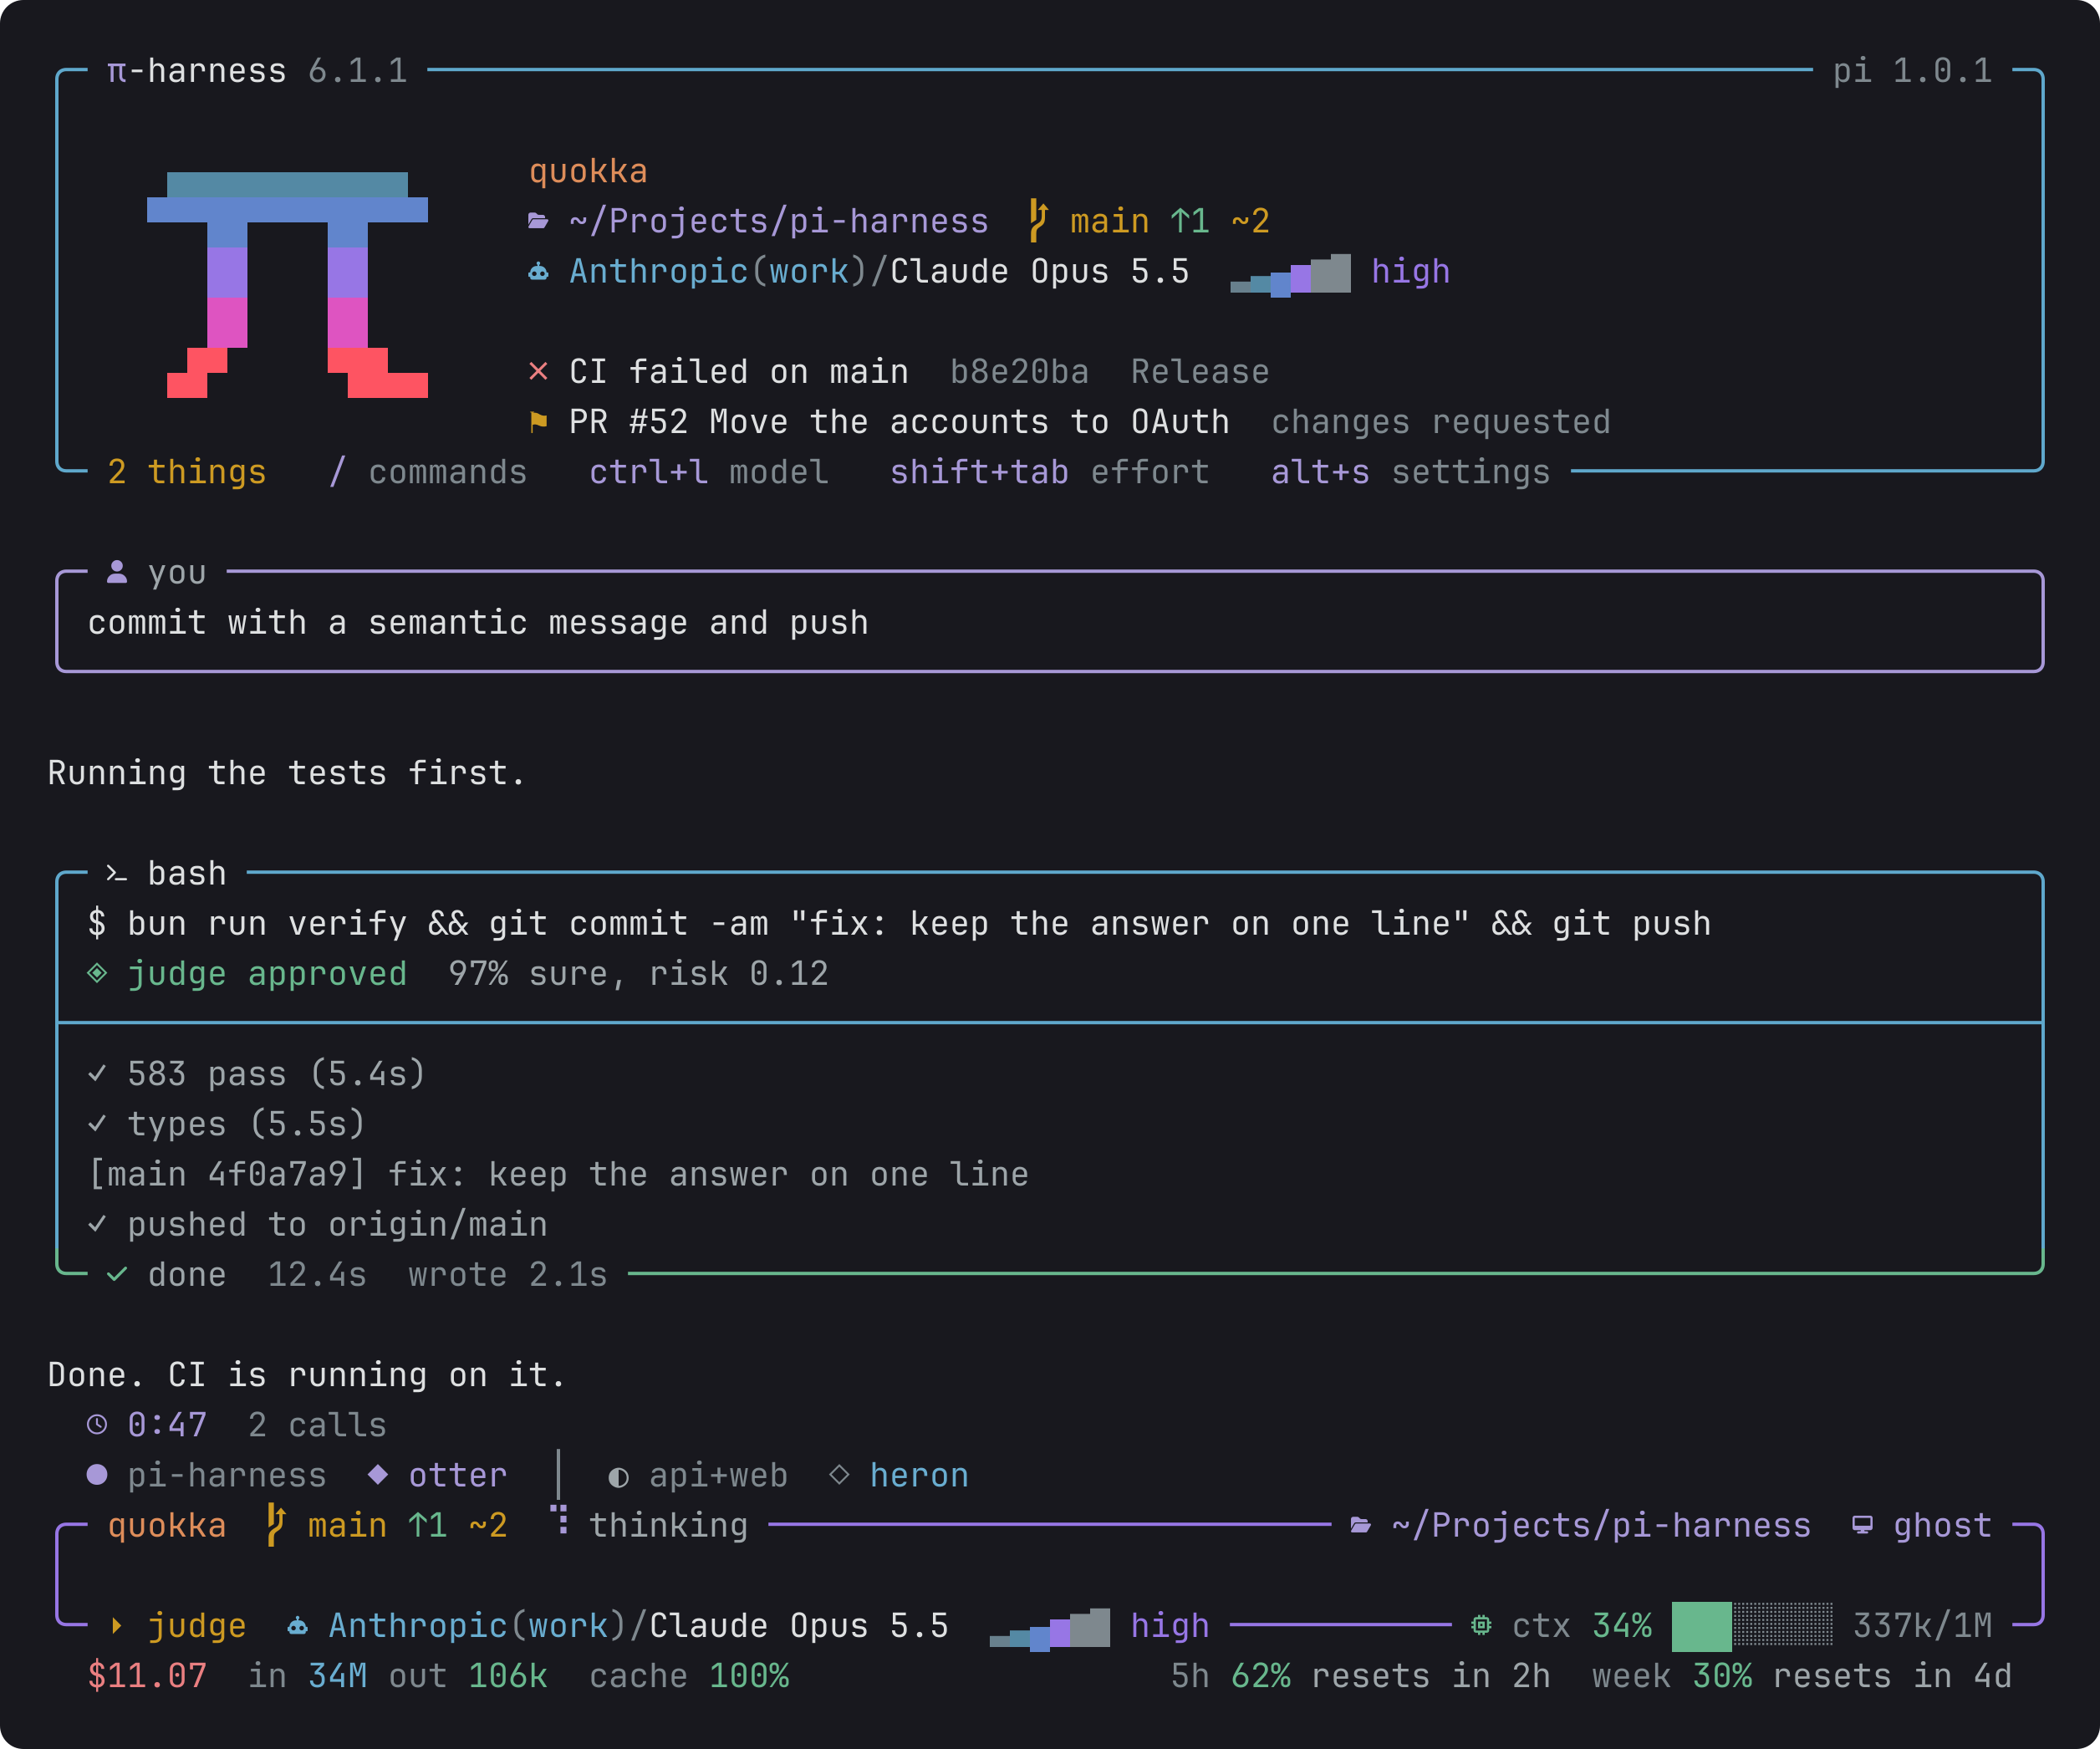 π-harness 6.1.1 pi 1.0.1
quokka
~/Projects/pi-harness main ↑1 ~2
Anthropic(work)/Claude Opus 5.5 high
✕ CI failed on main b8e20ba Release
⚑ PR #52 Move the accounts to OAuth changes requested
2 things / commands ctrl+l model shift+tab effort alt+s settings
you
commit with a semantic message and push
Running the tests first.
>_ bash
$ bun run verify && git commit -am "fix: keep the answer on one line" && git push
◈ judge approved 97% sure, risk 0.12
✓ 583 pass (5.4s)
✓ types (5.5s)
[main 4f0a7a9] fix: keep the answer on one line
✓ pushed to origin/main
✓ done 12.4s wrote 2.1s
Done. CI is running on it.
0:47 2 calls
● pi-harness ◆ otter │ ◐ api+web ◇ heron
quokka main ↑1 ~2 thinking ~/Projects/pi-harness ghost
judge Anthropic(work)/Claude Opus 5.5 high ctx 34% 337k/1M
$11.07 in 34M out 106k cache 100% 5h 62% resets in 2h week 30% resets in 4d